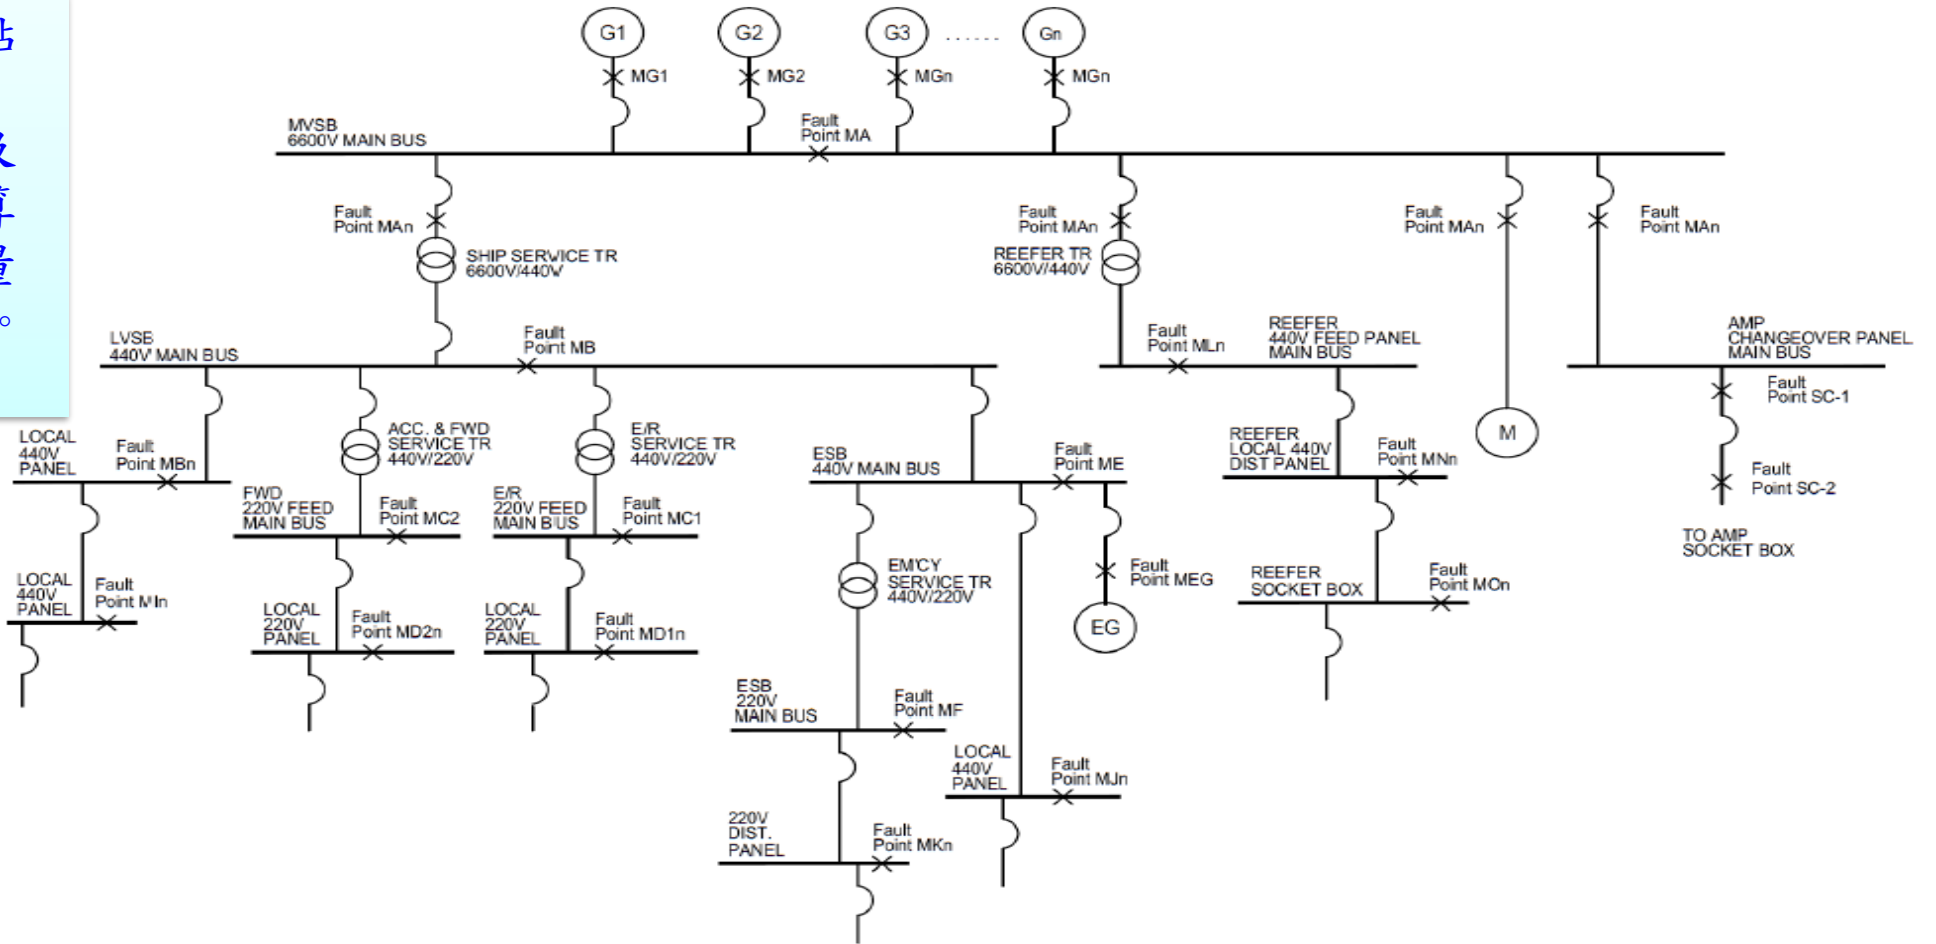 站
及
算
量
。
G1
G2
G3
......
Gn
MG1
MG2
MGn
MGn
MVSB
6600V MAIN BUS
Fault
Point MA
Fault
Point MAn
SHIP SERVICE TR
6600V/440V
Fault
Point MAn
REEFER TR
6600V/440V
Fault
Point MAn
Fault
Point MAn
LVSB
440V MAIN BUS
Fault
Point MB
Fault
Point MLn
REEFER
440V FEED PANEL
MAIN BUS
AMP
CHANGEOVER PANEL
MAIN BUS
Fault
Point SC-1
LOCAL
440V
PANEL
Fault
Point MBn
ACC. & FWD
SERVICE TR
440V/220V
E/R
SERVICE TR
440V/220V
ESB
440V MAIN BUS
Fault
Point ME
REEFER
LOCAL 440V
DIST PANEL
Fault
Point MNn
M
Fault
Point SC-2
TO AMP
SOCKET BOX
FWD
220V FEED
MAIN BUS
Fault
Point MC2
E/R
220V FEED
MAIN BUS
Fault
Point MC1
EM'CY
SERVICE TR
440V/220V
Fault
Point MEG
EG
REEFER
SOCKET BOX
Fault
Point MOn
LOCAL
440V
PANEL
Fault
Point MIn
LOCAL
220V
PANEL
Fault
Point MD2n
LOCAL
220V
PANEL
Fault
Point MD1n
ESB
220V
MAIN BUS
Fault
Point MF
LOCAL
440V
PANEL
Fault
Point MJn
220V
DIST.
PANEL
Fault
Point MKn